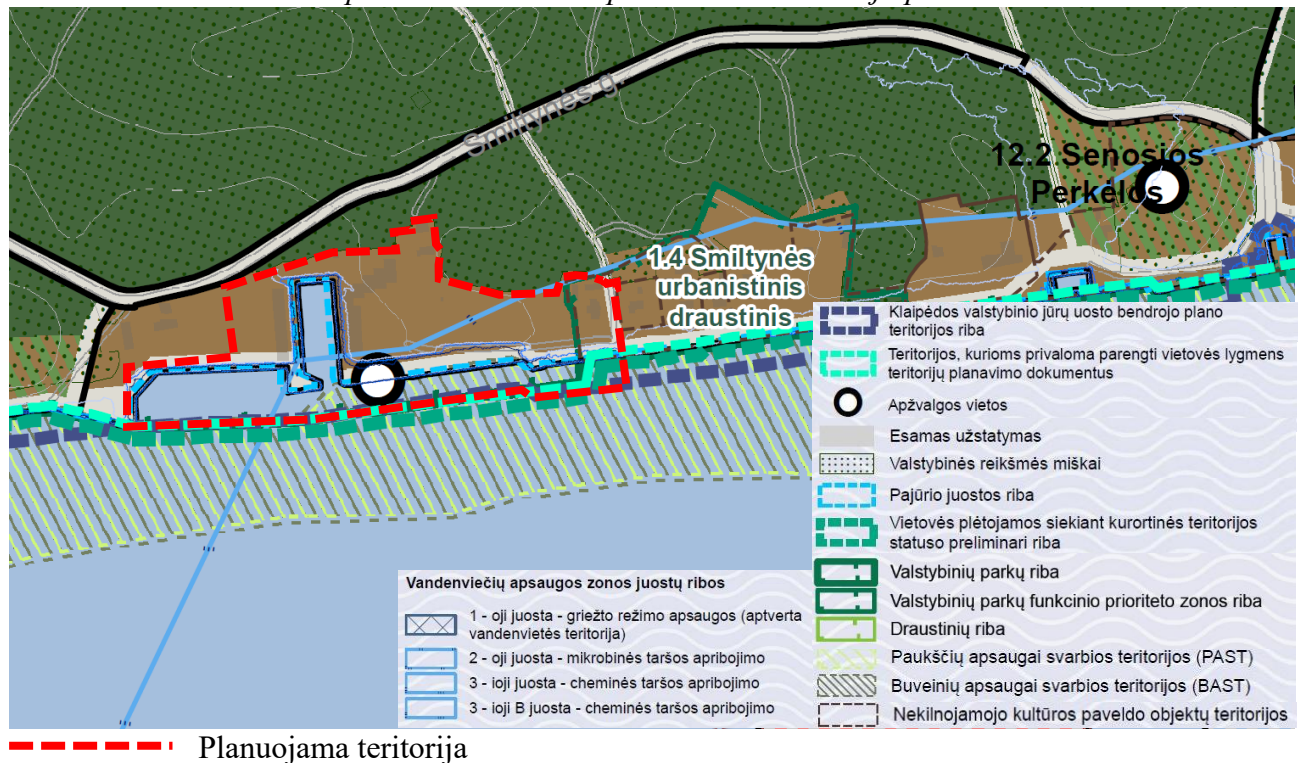 Smiltynės g
12.2 Senosios
Perkėlos
1.4 Smiltynės
urbanistinis
draustinis
Klaipėdos valstybinio jūrų uosto bendrojo plano
teritorijos riba
Teritorijos, kurioms privaloma parengti vietovės lygmens
teritorijų planavimo dokumentus
Apžvalgos vietos
Esamas užstatymas
Valstybinės reikšmės miškai
Pajūrio juostos riba
Vietovės plėtojamos siekiant kurortinės teritorijos
statuso preliminari riba
Valstybinių parkų riba
Valstybinių parkų funkcinio prioriteto zonos riba
Draustinių riba
Paukščių apsaugai svarbios teritorijos (PAST)
Buveinių apsaugai svarbios teritorijos (BAST)
Nekilnojamojo kultūros paveldo objektų teritorijos
Vandenviečių apsaugos zonos juostų ribos
1 - oji juosta - griežto režimo apsaugos (aptverta
vandenvietės teritorija)
2 - oji juosta - mikrobinės taršos apribojimo
3 - ioji juosta - cheminės taršos apribojimo
3 - ioji B juosta - cheminės taršos apribojimo
Planuojama teritorija